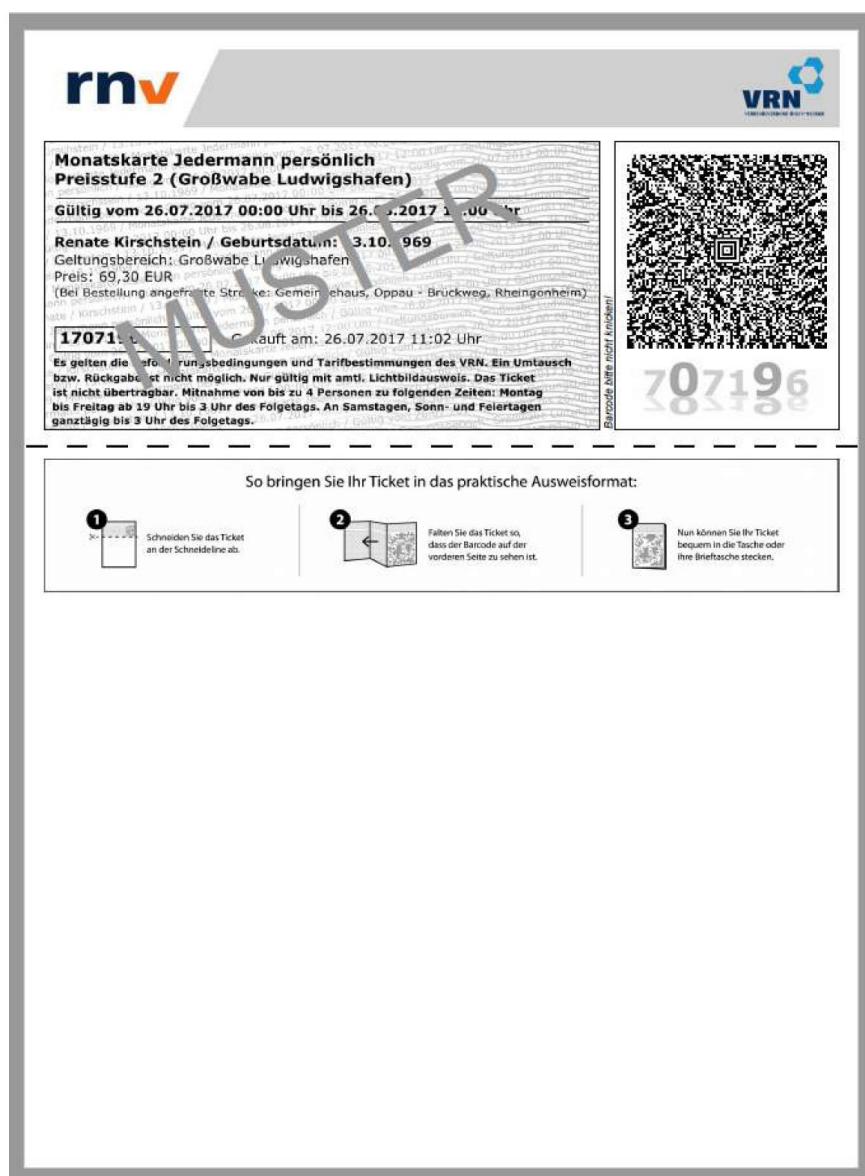 rnv
VRN
Monatskarte Jedermann persönlich
Preisstufe 2 (Großwabe Ludwigshafen)
Gültig vom 26.07.2017 00:00 Uhr bis
Renate Kirschstein / Geburtsdatum:
Geltungsbereich: Großwabe Ludwigshafen
Preis: 69,30 EUR
(Bei Bestellung angefragte Strecke: Gemeindehaus, Oppau - Brückweg, Rheingönheim)
MUSTER
Gekauft am: 26.07.2017 11:02 Uhr
Es gelten die Beförderungsbedingungen und Tarifbestimmungen des VRN. Ein Umtausch
bzw. Rückgabe ist nicht möglich. Nur gültig mit amtl. Lichtbildausweis. Das Ticket
ist nicht übertragbar. Mitnahme von bis zu 4 Personen zu folgenden Zeiten: Montag
bis Freitag ab 19 Uhr bis 3 Uhr des Folgetags. An Samstagen, Sonn- und Feiertagen
ganztägig bis 3 Uhr des Folgetags.
Barcode bitte nicht knicken!
707196
So bringen Sie Ihr Ticket in das praktische Ausweisformat:
1
Schneiden Sie das Ticket
an der Schneideline ab.
2
Falten Sie das Ticket so,
dass der Barcode auf der
vorderen Seite zu sehen ist.
3
Nun können Sie Ihr Ticket
bequem in die Tasche oder
ihre Brieftasche stecken.